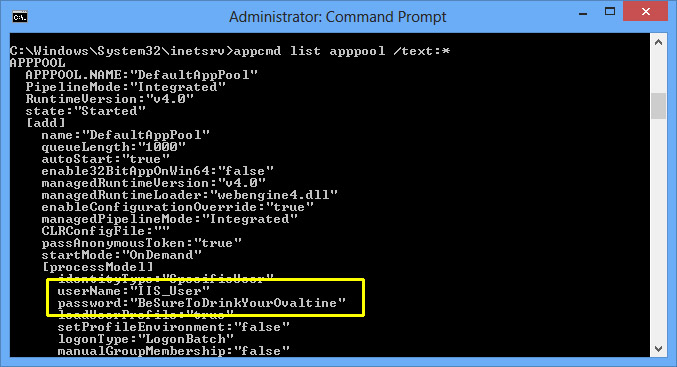 Administrator: Command Prompt
C:\Windows\System32\inetsrv>appcmd list apppool /text:*
APPPOOL
APPPOOL.NAME:"DefaultAppPool"
PipelineMode:"Integrated"
RuntimeVersion:"v4.0"
state:"Started"
[add]
name:"DefaultAppPool"
queueLength:"1000"
autoStart:"true"
enable32BitAppOnWin64:"false"
managedRuntimeVersion:"v4.0"
managedRuntimeLoader:"webengine4.dll"
enableConfigurationOverride:"true"
managedPipelineMode:"Integrated"
CLRConfigFile:""
passAnonymousToken:"true"
startMode:"OnDemand"
[processModel]
identityType:"SpecificUser"
userName:"IIS_User"
password:"BeSureToDrinkYourOvaltine"
loadUserProfile:"true"
setProfileEnvironment:"false"
logonType:"LogonBatch"
manualGroupMembership:"false"